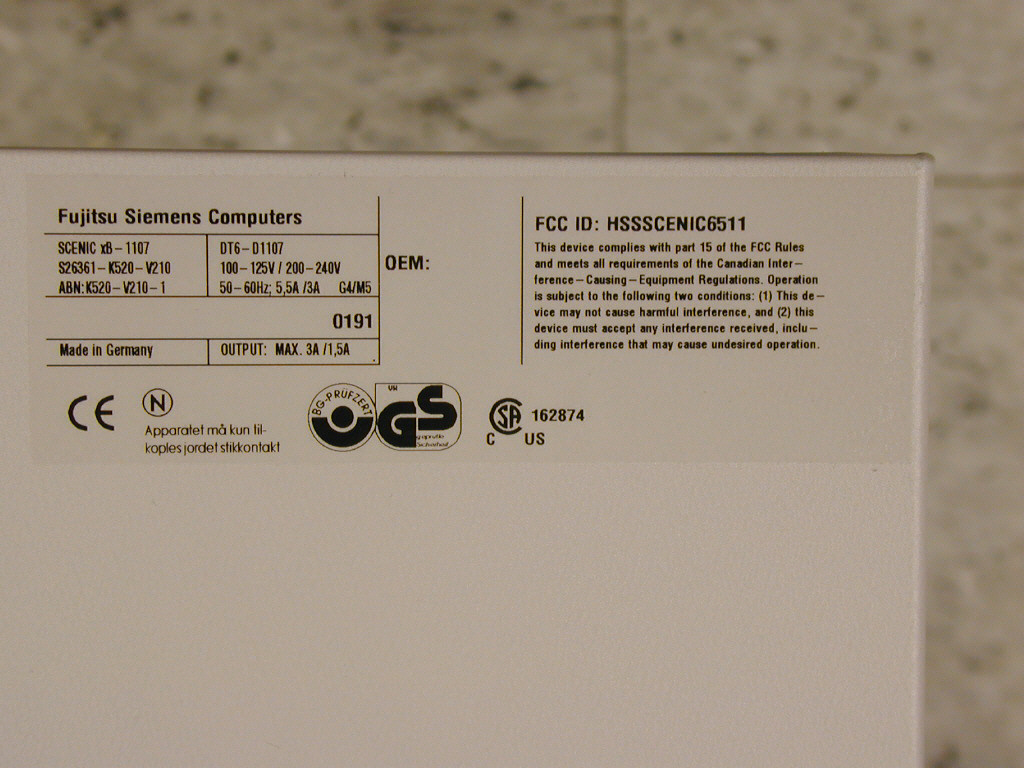 Fujitsu Siemens Computers
SCENIC xB-1107
DT6-D1107
S26361-K520-V210
100-125V / 200-240V
ABN:K520-V210-1
50-60Hz; 5,5A /3A G4/M5
0191
Made in Germany
OUTPUT: MAX. 3A /1,5A
OEM:
FCC ID: HSSSCENIC6511
This device complies with part 15 of the FCC Rules
and meets all requirements of the Canadian Inter-
ference-Causing-Equipment Regulations. Operation
is subject to the following two conditions: (1) This de-
vice may not cause harmful interference, and (2) this
device must accept any interference received, inclu-
ding interference that may cause undesired operation.
CE
N
Apparatet må kun til-
koples jordet stikkontakt
BG-PRÜFZERT
GS
geprüfte
Sicherheit
SA 162874
C US